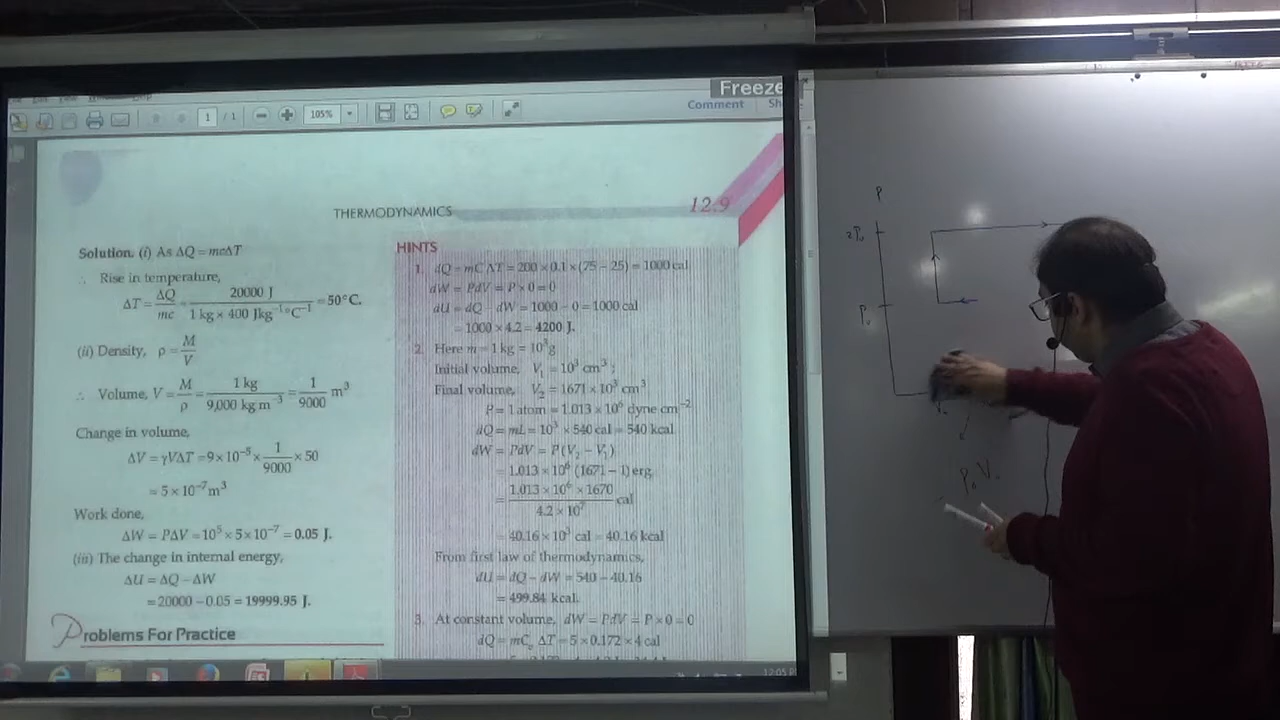 Freeze
Comment
1 / 1
105%
THERMODYNAMICS
12.9
Solution. (i) As ΔQ = mcΔT
∴ Rise in temperature,
ΔT = ΔQ/mc = 20000 J / 1 kg × 400 Jkg⁻¹°C⁻¹ = 50°C.
(ii) Density, ρ = M/V
∴ Volume, V = M/ρ = 1 kg / 9,000 kg m⁻³ = 1/9000 m³
Change in volume,
ΔV = γVΔT = 9×10⁻⁵ × 1/9000 × 50
= 5×10⁻⁷ m³
Work done,
ΔW = PΔV = 10⁵ × 5×10⁻⁷ = 0.05 J.
(iii) The change in internal energy,
ΔU = ΔQ – ΔW
= 20000 – 0.05 = 19999.95 J.
Problems For Practice
HINTS
1. dQ = mC ΔT = 200 × 0.1 × (75 – 25) = 1000 cal
dW = PdV = P × 0 = 0
dU = dQ – dW = 1000 – 0 = 1000 cal
= 1000 × 4.2 = 4200 J.
2. Here m = 1 kg = 10³ g
Initial volume, V₁ = 10³ cm³ ;
Final volume, V₂ = 1671 × 10³ cm³
P = 1 atom = 1.013 × 10⁶ dyne cm⁻²
dQ = mL = 10³ × 540 cal = 540 kcal
dW = PdV = P(V₂ – V₁)
= 1.013 × 10⁶ (1671 – 1) erg
= 1.013 × 10⁶ × 1670 / 4.2 × 10⁷ cal
= 40.16 × 10³ cal = 40.16 kcal
From first law of thermodynamics,
dU = dQ – dW = 540 – 40.16
= 499.84 kcal.
3. At constant volume, dW = PdV = P × 0 = 0
dQ = mCᵥ ΔT = 5 × 0.172 × 4 cal
12:05 P
P
2P₀
P₀
P₀V₀